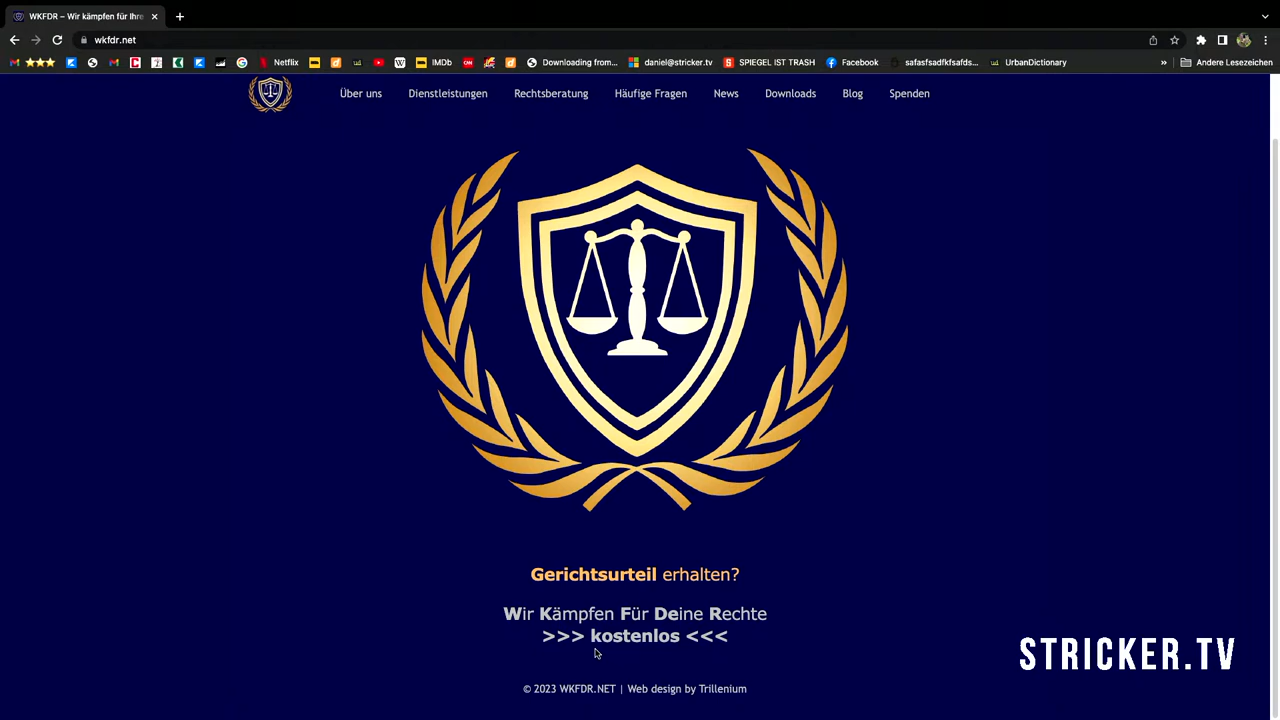 WKFDR – Wir kämpfen für Ihre
wkfdr.net
Netflix
IMDb
Downloading from...
daniel@stricker.tv
SPIEGEL IST TRASH
Facebook
safasfsadfkfsafds...
UrbanDictionary
»
Andere Lesezeichen
Über uns
Dienstleistungen
Rechtsberatung
Häufige Fragen
News
Downloads
Blog
Spenden
Gerichtsurteil erhalten?
Wir Kämpfen Für Deine Rechte
>>> kostenlos <<<
STRICKER.TV
© 2023 WKFDR.NET | Web design by Trillenium